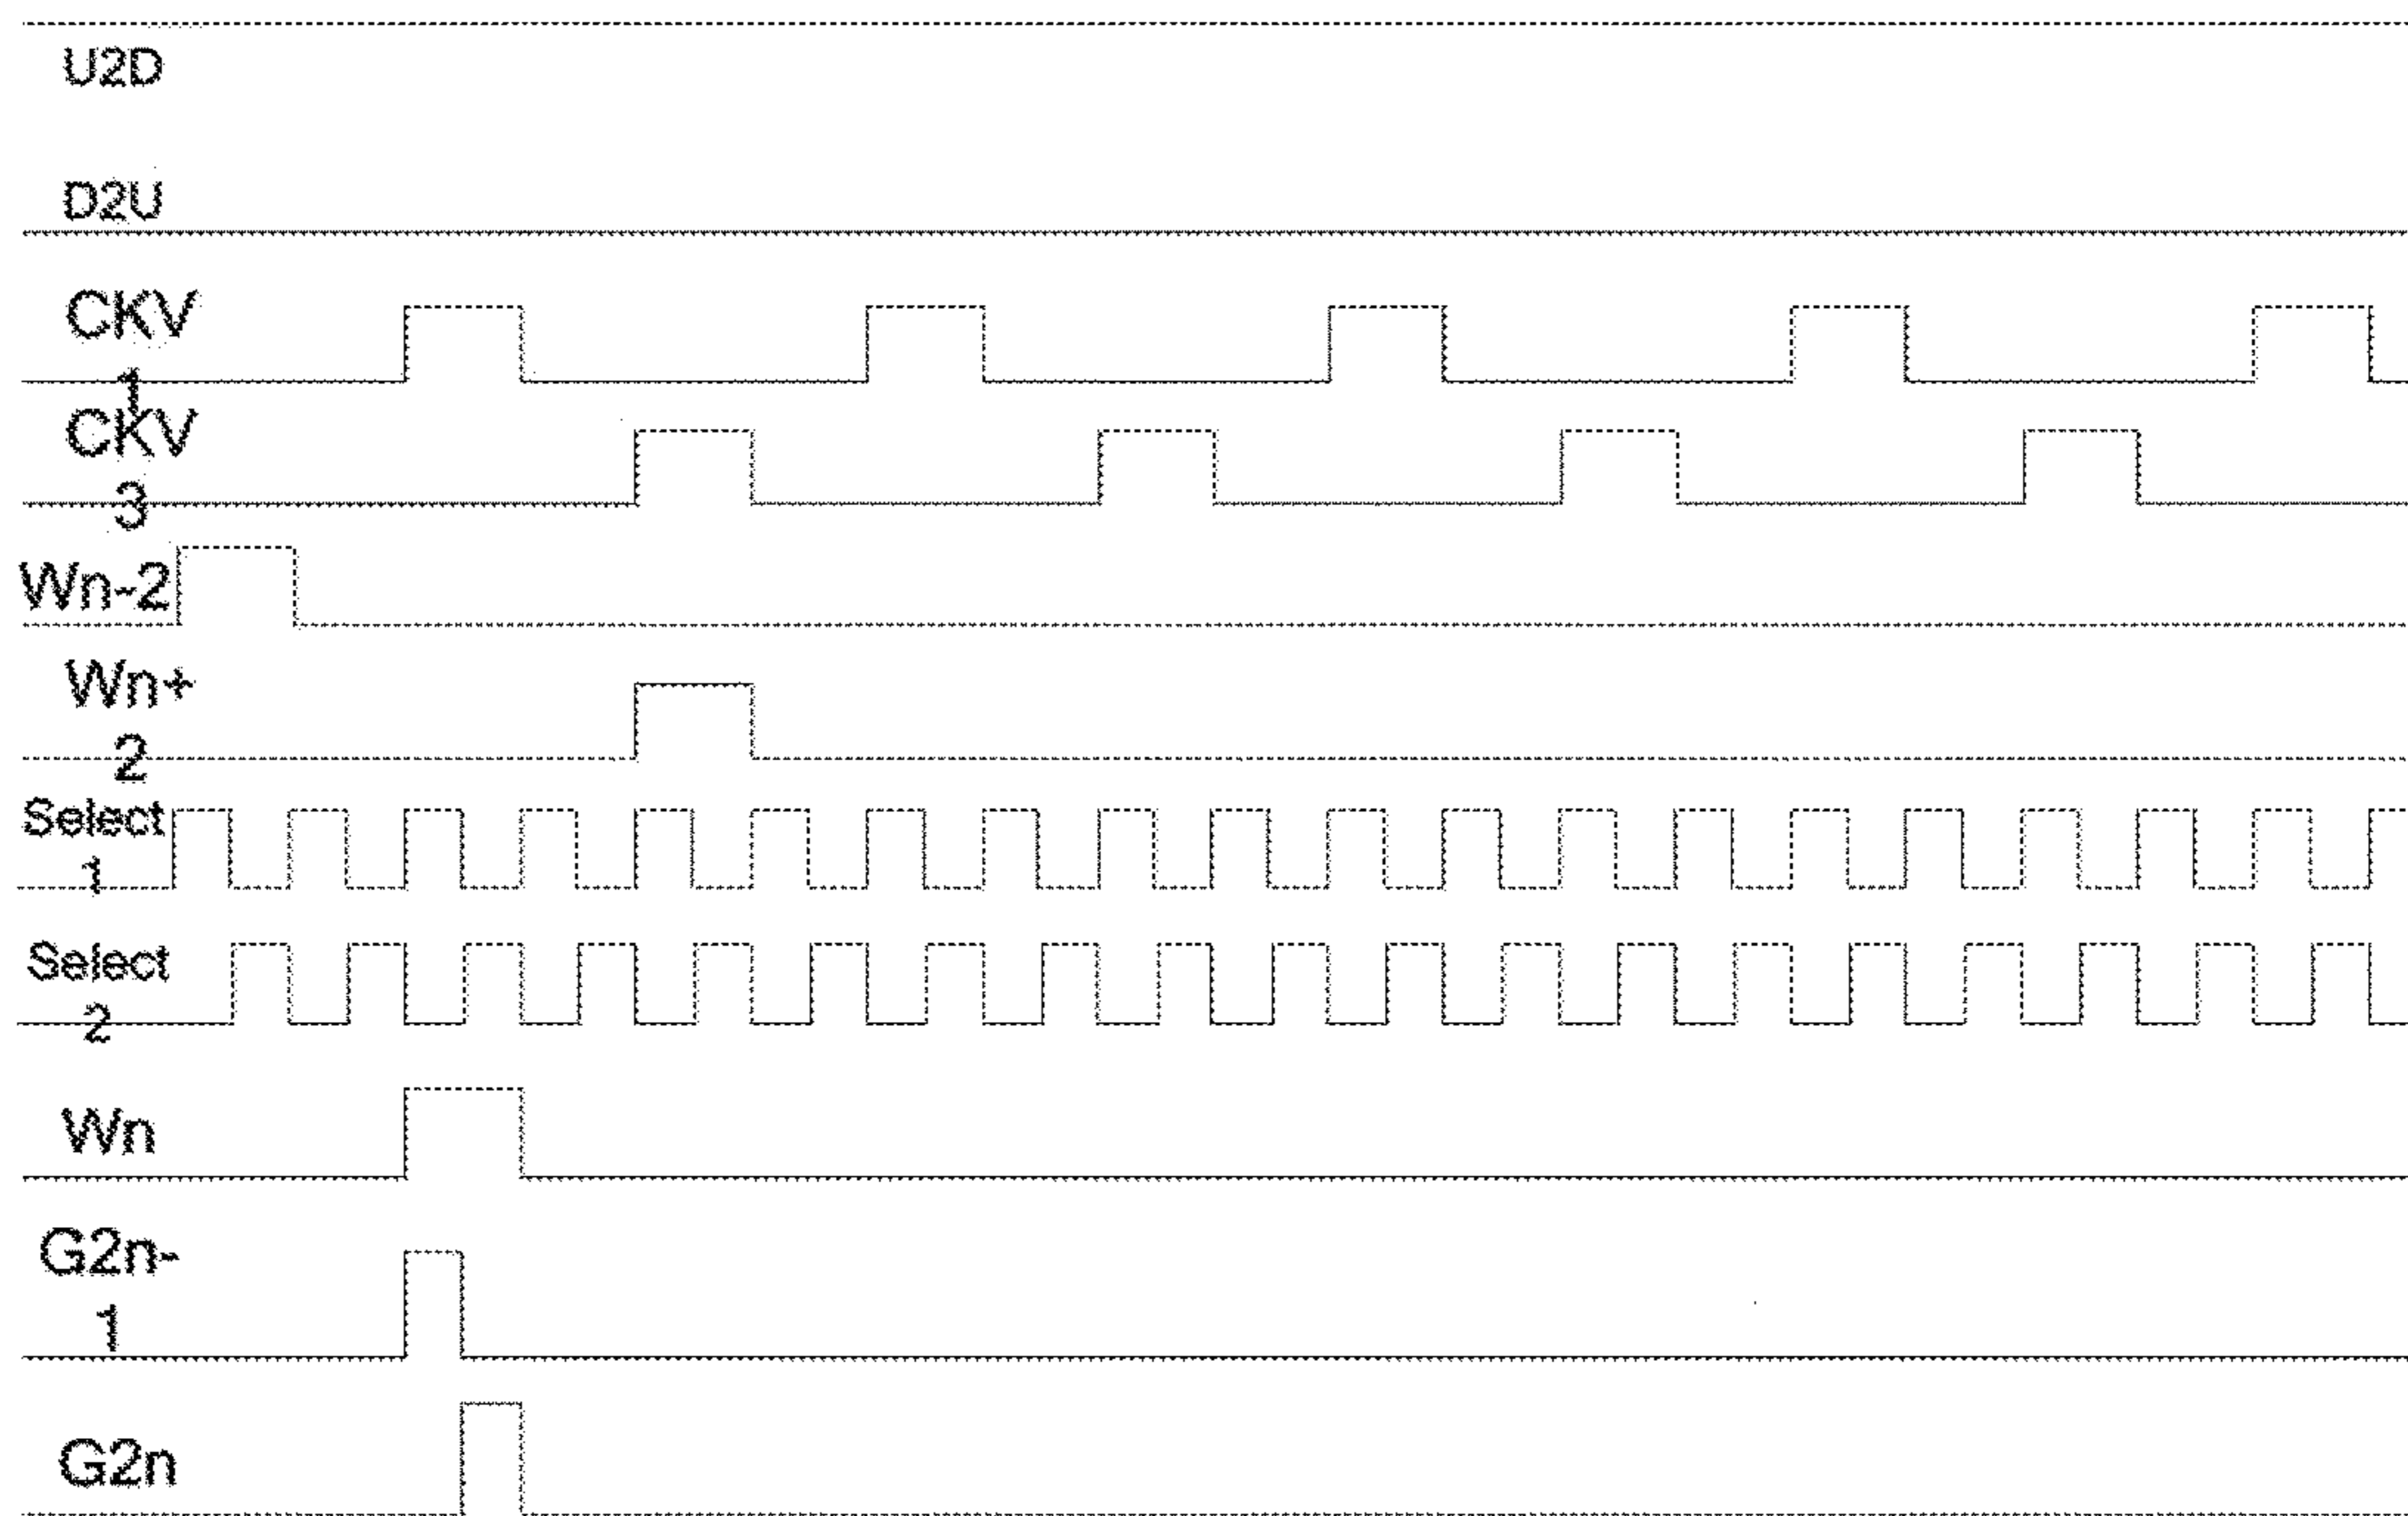 U2D
D2U
CKV
1
CKV
3
Wn-2
Wn+
2
Select
1
Select
2
Wn
G2n-
1
G2n